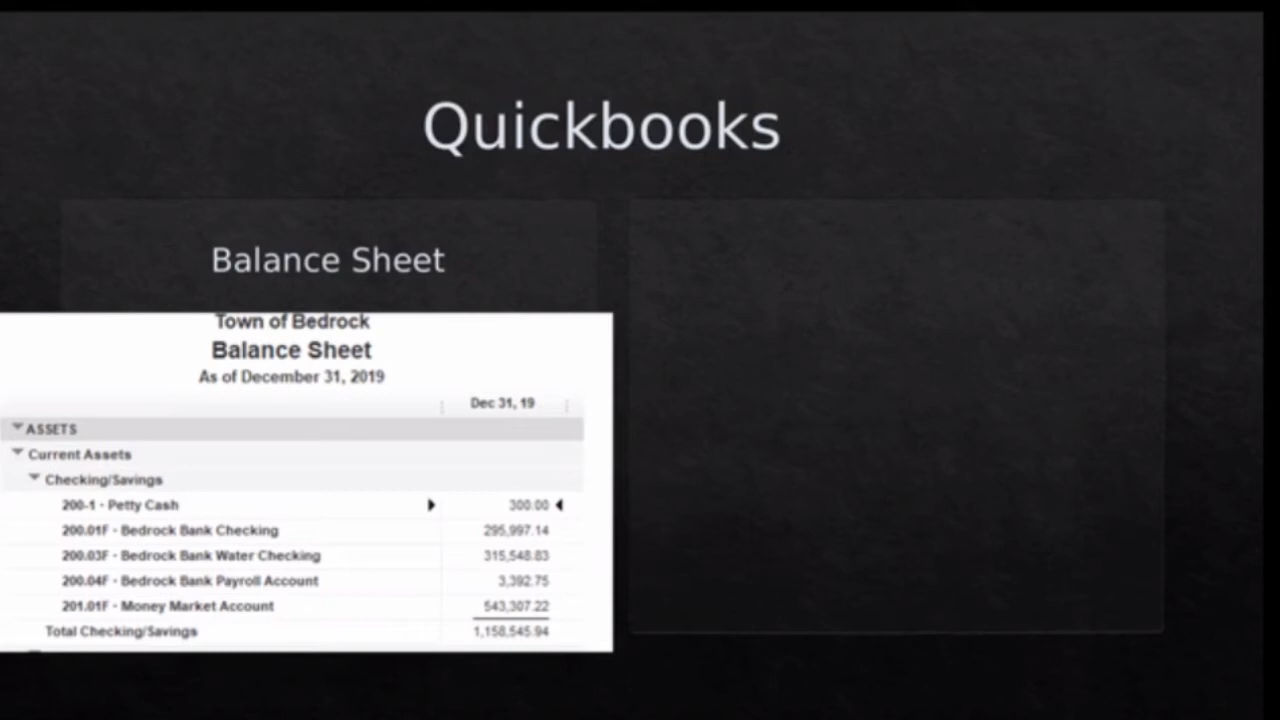 Quickbooks
Balance Sheet
Town of Bedrock
Balance Sheet
As of December 31, 2019
Dec 31, 19
ASSETS
Current Assets
Checking/Savings
200-1 · Petty Cash 300.00
200.01F · Bedrock Bank Checking 295,997.14
200.03F · Bedrock Bank Water Checking 315,548.83
200.04F · Bedrock Bank Payroll Account 3,392.75
201.01F · Money Market Account 543,307.22
Total Checking/Savings 1,158,545.94